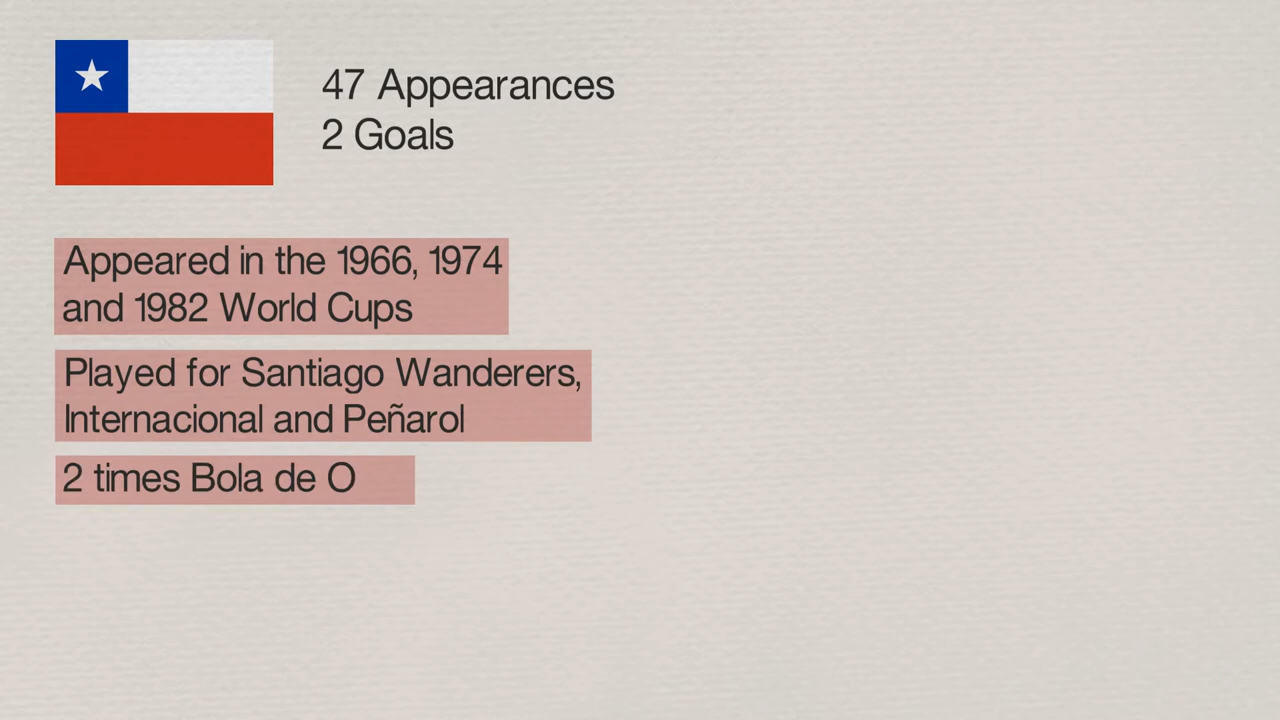 47 Appearances
2 Goals
Appeared in the 1966, 1974
and 1982 World Cups
Played for Santiago Wanderers,
Internacional and Peñarol
2 times Bola de O